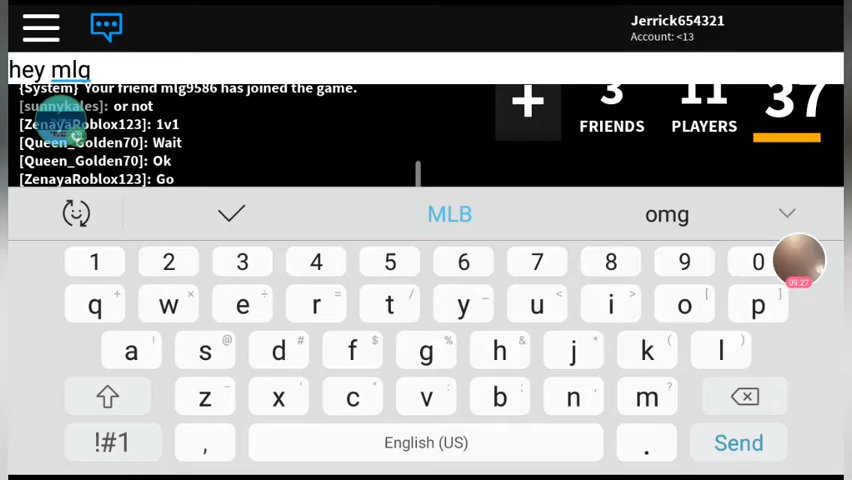 Jerrick654321
Account: <13
hey mlg
{System} Your friend mlg9586 has joined the game.
[sunnykales]: or not
[ZenayaRoblox123]: 1v1
[Queen_Golden70]: Wait
[Queen_Golden70]: Ok
[ZenayaRoblox123]: Go
+ 3 11 37
FRIENDS PLAYERS
MLB omg
1 2 3 4 5 6 7 8 9 0
q w e r t y u i o p
a s d f g h j k l
z x c v b n m
!#1 , English (US) . Send
09:27